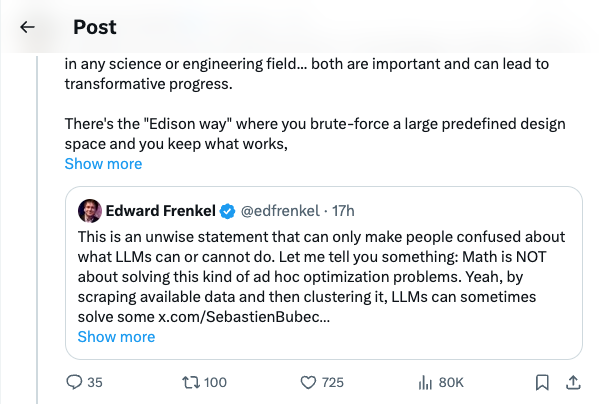 Post
in any science or engineering field... both are important and can lead to
transformative progress.
There's the "Edison way" where you brute-force a large predefined design
space and you keep what works,
Show more
Edward Frenkel @edfrenkel · 17h
This is an unwise statement that can only make people confused about
what LLMs can or cannot do. Let me tell you something: Math is NOT
about solving this kind of ad hoc optimization problems. Yeah, by
scraping available data and then clustering it, LLMs can sometimes
solve some x.com/SebastienBubec...
Show more
35 100 725 80K